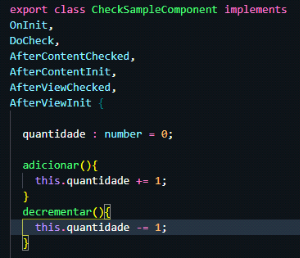 export class CheckSampleComponent implements
OnInit,
DoCheck,
AfterContentChecked,
AfterContentInit,
AfterViewChecked,
AfterViewInit {
quantidade : number = 0;
adicionar(){
this.quantidade += 1;
}
decrementar(){
this.quantidade -= 1;
}